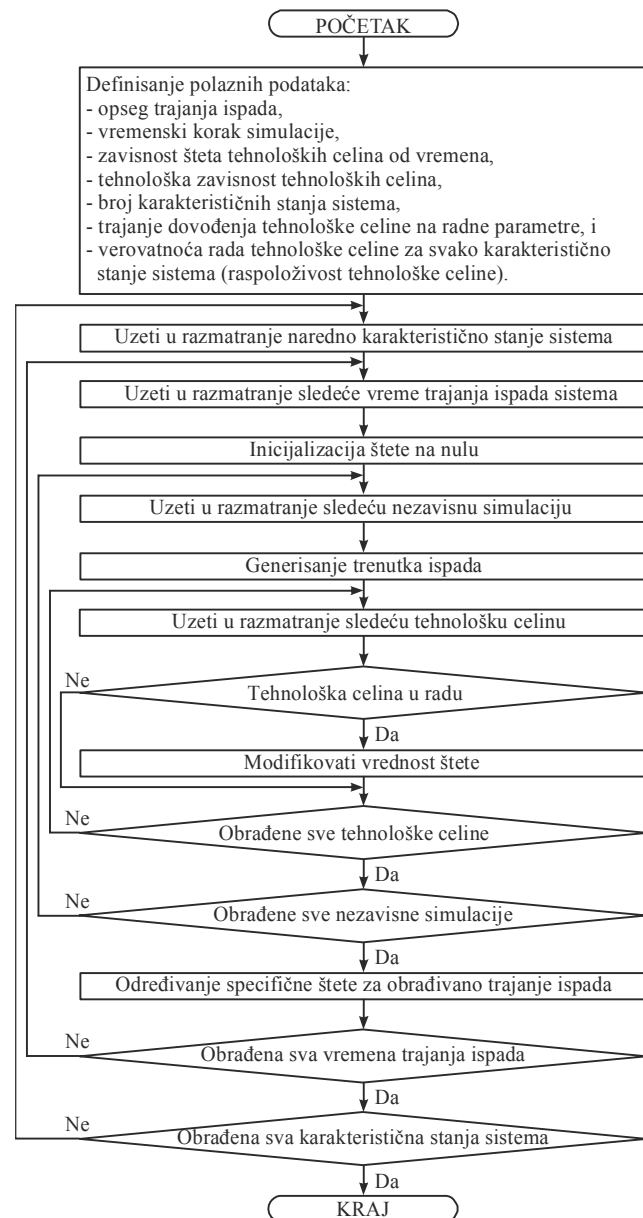 POČETAK
Definisanje polaznih podataka:
- opseg trajanja ispada,
- vremenski korak simulacije,
- zavisnost šteta tehnoloških celina od vremena,
- tehnološka zavisnost tehnoloških celina,
- broj karakterističnih stanja sistema,
- trajanje dovođenja tehnološke celine na radne parametre, i
- verovatnoća rada tehnološke celine za svako karakteristično
stanje sistema (raspoloživost tehnološke celine).
Uzeti u razmatranje naredno karakteristično stanje sistema
Uzeti u razmatranje sledeće vreme trajanja ispada sistema
Inicijalizacija štete na nulu
Uzeti u razmatranje sledeću nezavisnu simulaciju
Generisanje trenutka ispada
Uzeti u razmatranje sledeću tehnološku celinu
Ne
Tehnološka celina u radu
Da
Modifikovati vrednost štete
Ne
Obrađene sve tehnološke celine
Da
Ne
Obrađene sve nezavisne simulacije
Da
Određivanje specifične štete za obrađivano trajanje ispada
Ne
Obrađena sva vremena trajanja ispada
Da
Ne
Obrađena sva karakteristična stanja sistema
Da
KRAJ